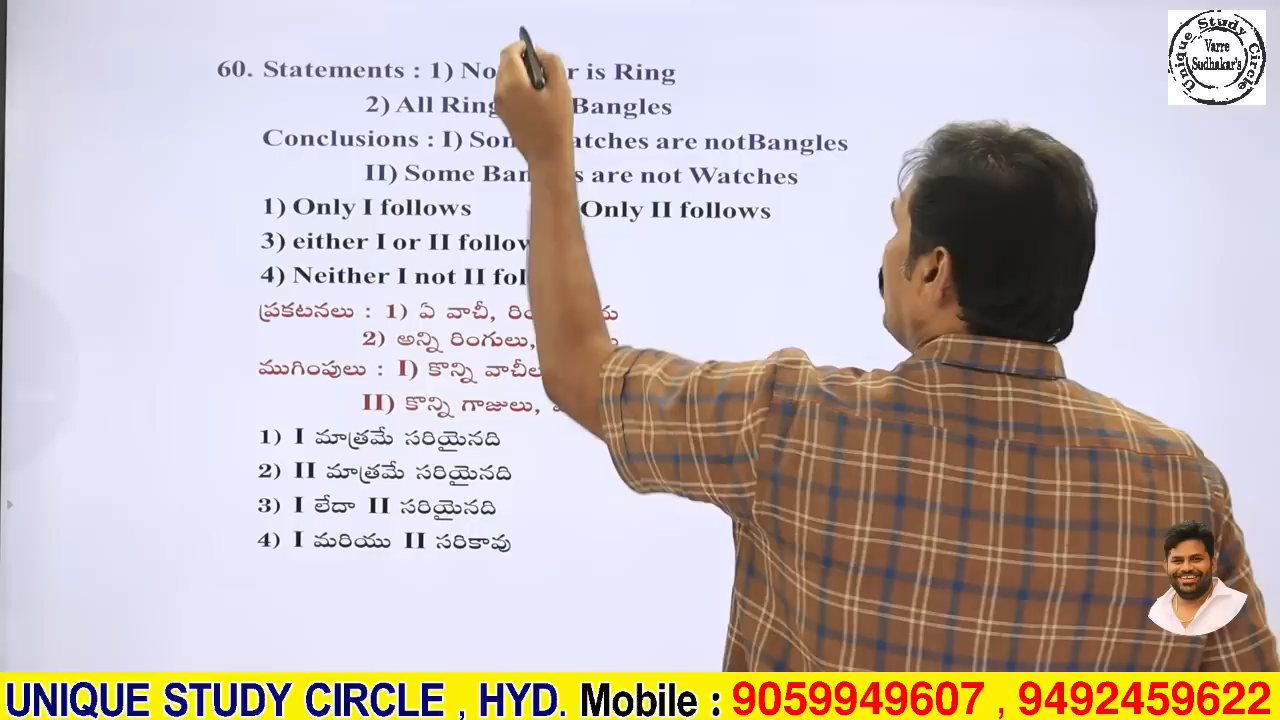 60. Statements : 1) No r is Ring
2) All Ring Bangles
Conclusions : I) Som atches are notBangles
II) Some Ban s are not Watches
1) Only I follows Only II follows
3) either I or II follow
4) Neither I not II fol
ప్రకటనలు : 1) ఏ వాచీ, రిం
2) అన్ని రింగులు,
ముగింపులు : I) కొన్ని వాచీల
II) కొన్ని గాజులు,
1) I మాత్రమే సరియైనది
2) II మాత్రమే సరియైనది
3) I లేదా II సరియైనది
4) I మరియు II సరికావు
Unique Study Circle
Varre
Sudhakar's
UNIQUE STUDY CIRCLE , HYD. Mobile : 9059949607 , 9492459622